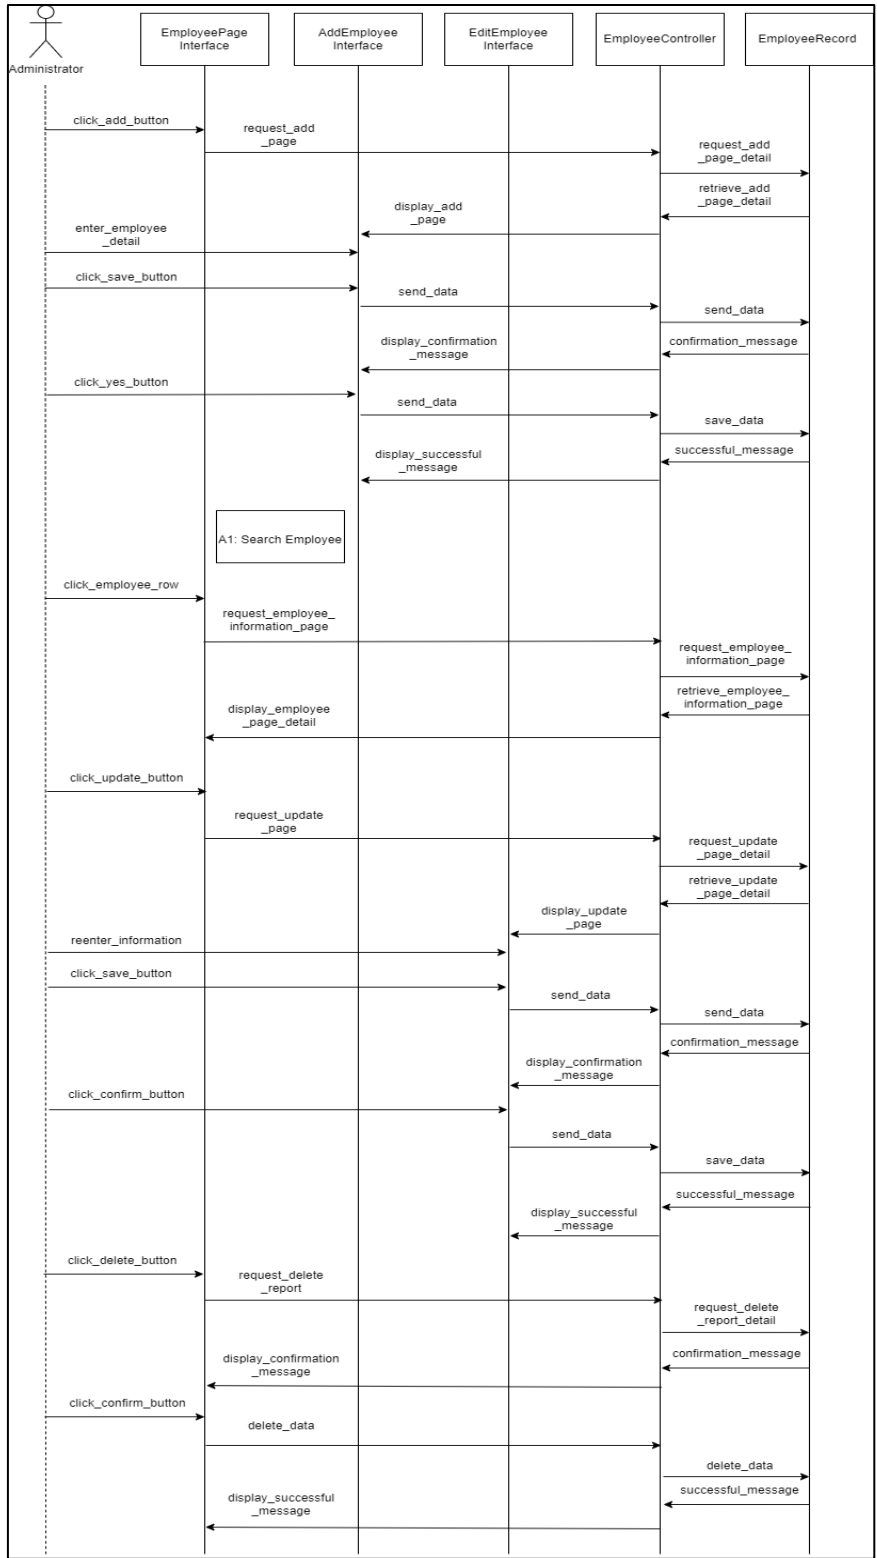 EmployeePage
Interface
AddEmployee
Interface
EditEmployee
Interface
EmployeeController
EmployeeRecord
Administrator
click_add_button
request_add
_page
request_add
_page_detail
retrieve_add
_page_detail
display_add
_page
enter_employee
_detail
click_save_button
send_data
send_data
display_confirmation
_message
confirmation_message
click_yes_button
send_data
save_data
successful_message
display_successful
_message
A1: Search Employee
click_employee_row
request_employee_
information_page
request_employee_
information_page
retrieve_employee_
information_page
display_employee
_page_detail
click_update_button
request_update
_page
request_update
_page_detail
retrieve_update
_page_detail
display_update
_page
reenter_information
click_save_button
send_data
send_data
confirmation_message
display_confirmation
_message
click_confirm_button
send_data
save_data
successful_message
display_successful
_message
click_delete_button
request_delete
_report
request_delete
_report_detail
confirmation_message
display_confirmation
_message
click_confirm_button
delete_data
delete_data
successful_message
display_successful
_message